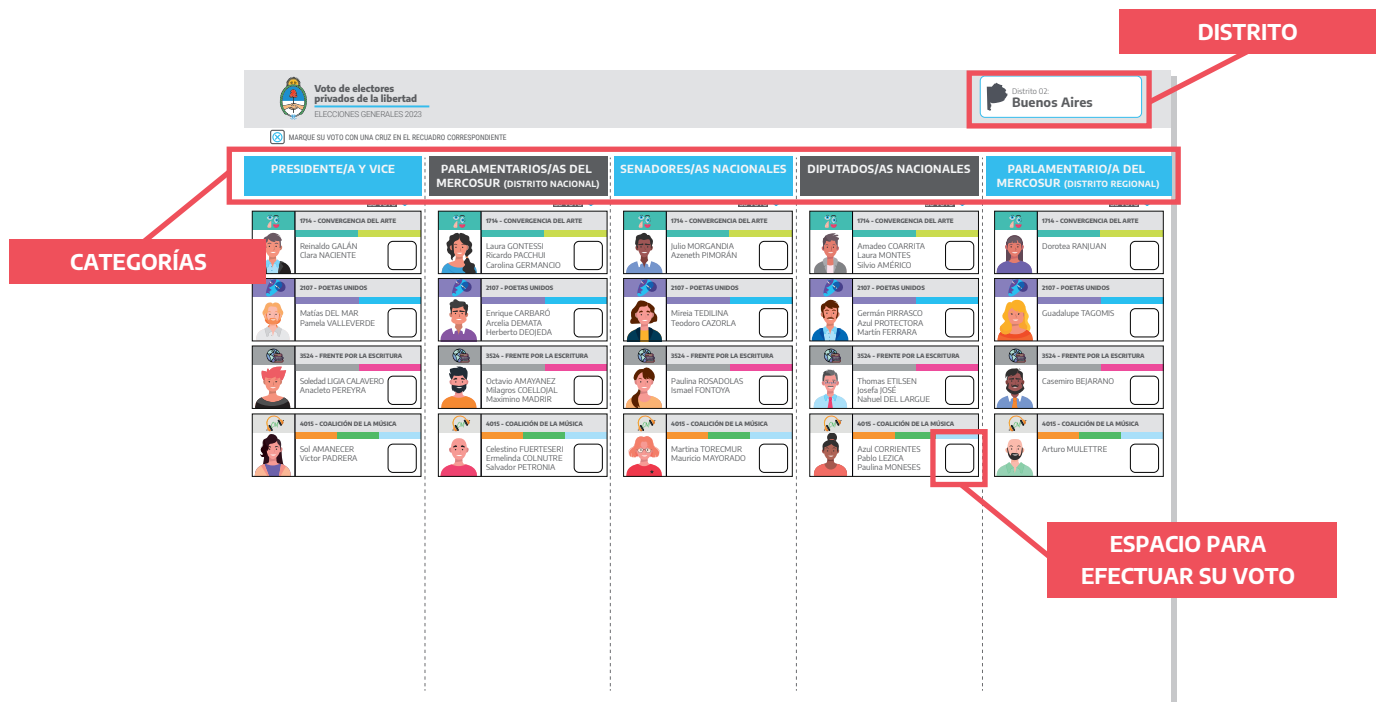 DISTRITO
Voto de electores
privados de la libertad
ELECCIONES GENERALES 2023
Distrito 02:
Buenos Aires
MARQUE SU VOTO CON UNA CRUZ EN EL RECUADRO CORRESPONDIENTE
CATEGORÍAS
PRESIDENTE/A Y VICE
1714 - CONVERGENCIA DEL ARTE
Reinaldo GALÁN
Clara NACIENTE
2107 - POETAS UNIDOS
Matías DEL MAR
Pamela VALLEVERDE
3524 - FRENTE POR LA ESCRITURA
Soledad LIGIA CALAVERO
Anacleto PEREYRA
4015 - COALICIÓN DE LA MÚSICA
Sol AMANECER
Victor PADRERA
PARLAMENTARIOS/AS DEL
MERCOSUR (DISTRITO NACIONAL)
1714 - CONVERGENCIA DEL ARTE
Laura GONTESSI
Ricardo PACCHUI
Carolina GERMANCIO
2107 - POETAS UNIDOS
Enrique CARBARÓ
Arcelia DEMATA
Herberto DEOJEDA
3524 - FRENTE POR LA ESCRITURA
Octavio AMAYANEZ
Milagros COELLOJAL
Maximino MADRIR
4015 - COALICIÓN DE LA MÚSICA
Celestino FUERTESERI
Ermelinda COLNUTRE
Salvador PETRONIA
SENADORES/AS NACIONALES
1714 - CONVERGENCIA DEL ARTE
Julio MORGANDIA
Azeneth PIMORÁN
2107 - POETAS UNIDOS
Mireia TEDILINA
Teodoro CAZORLA
3524 - FRENTE POR LA ESCRITURA
Paulina ROSADOLAS
Ismael FONTOYA
4015 - COALICIÓN DE LA MÚSICA
Martina TORECMUR
Mauricio MAYORADO
DIPUTADOS/AS NACIONALES
1714 - CONVERGENCIA DEL ARTE
Amadeo COARRITA
Laura MONTES
Silvio AMÉRICO
2107 - POETAS UNIDOS
Germán PIRRASCO
Azul PROTECTORA
Martín FERRARA
3524 - FRENTE POR LA ESCRITURA
Thomas ETILSEN
Josefa JOSÉ
Nahuel DEL LARGUE
4015 - COALICIÓN DE LA MÚSICA
Azul CORRIENTES
Pablo LEZICA
Paulina MONESES
PARLAMENTARIO/A DEL
MERCOSUR (DISTRITO REGIONAL)
1714 - CONVERGENCIA DEL ARTE
Dorotea RANJUAN
2107 - POETAS UNIDOS
Guadalupe TAGOMIS
3524 - FRENTE POR LA ESCRITURA
Casemiro BEJARANO
4015 - COALICIÓN DE LA MÚSICA
Arturo MULETTRE
ESPACIO PARA
EFECTUAR SU VOTO